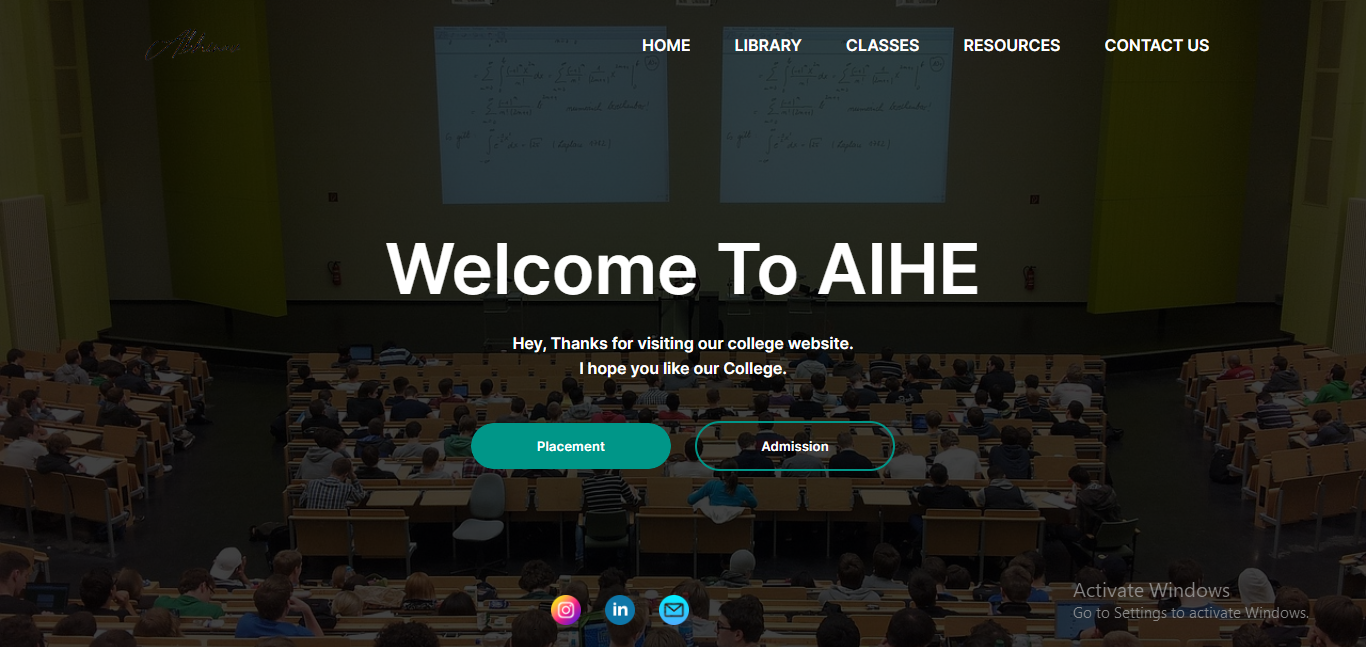 HOME LIBRARY CLASSES RESOURCES CONTACT US
Welcome To AIHE
Hey, Thanks for visiting our college website.
I hope you like our College.
Placement Admission
in
Activate Windows
Go to Settings to activate Windows.